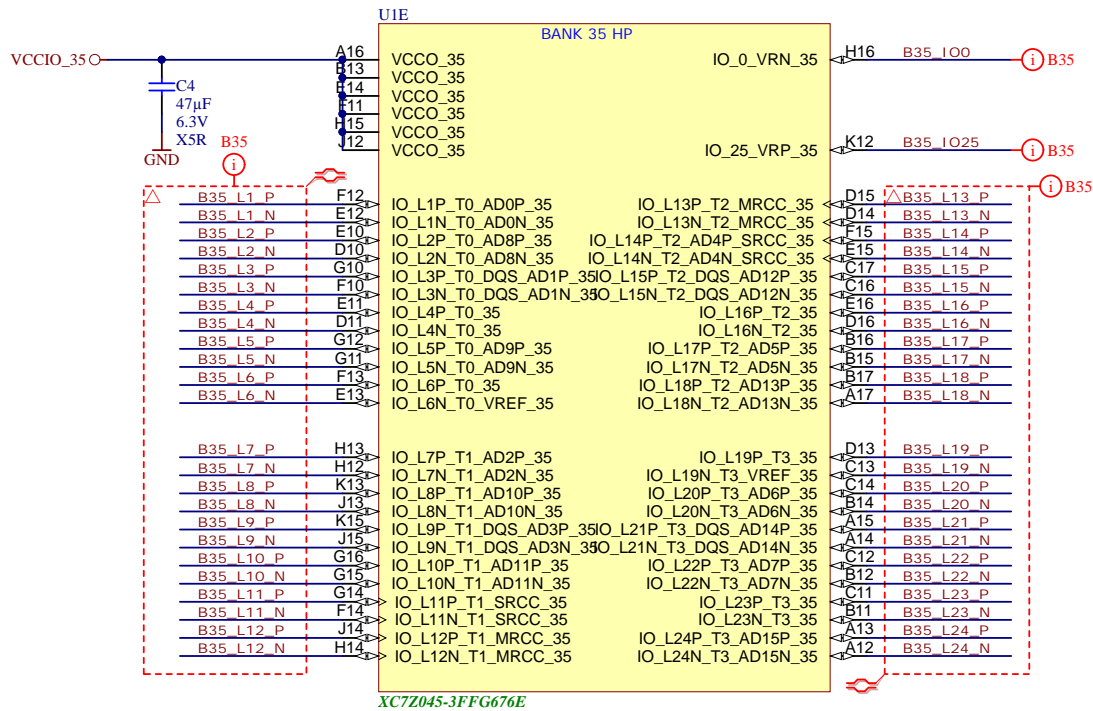 U1E
BANK 35 HP
VCCIO_35
A16 VCCO_35
B13 VCCO_35
E14 VCCO_35
F11 VCCO_35
H15 VCCO_35
J12 VCCO_35
C4
47µF
6.3V
X5R
GND
IO_0_VRN_35 H16 B35_IO0 i B35
IO_25_VRP_35 K12 B35_IO25 i B35
B35
i
i B35
B35_L1_P F12 IO_L1P_T0_AD0P_35
B35_L1_N E12 IO_L1N_T0_AD0N_35
B35_L2_P E10 IO_L2P_T0_AD8P_35
B35_L2_N D10 IO_L2N_T0_AD8N_35
B35_L3_P G10 IO_L3P_T0_DQS_AD1P_35
B35_L3_N F10 IO_L3N_T0_DQS_AD1N_35
B35_L4_P E11 IO_L4P_T0_35
B35_L4_N D11 IO_L4N_T0_35
B35_L5_P G12 IO_L5P_T0_AD9P_35
B35_L5_N G11 IO_L5N_T0_AD9N_35
B35_L6_P F13 IO_L6P_T0_35
B35_L6_N E13 IO_L6N_T0_VREF_35
B35_L7_P H13 IO_L7P_T1_AD2P_35
B35_L7_N H12 IO_L7N_T1_AD2N_35
B35_L8_P K13 IO_L8P_T1_AD10P_35
B35_L8_N J13 IO_L8N_T1_AD10N_35
B35_L9_P K15 IO_L9P_T1_DQS_AD3P_35
B35_L9_N J15 IO_L9N_T1_DQS_AD3N_35
B35_L10_P G16 IO_L10P_T1_AD11P_35
B35_L10_N G15 IO_L10N_T1_AD11N_35
B35_L11_P G14 IO_L11P_T1_SRCC_35
B35_L11_N F14 IO_L11N_T1_SRCC_35
B35_L12_P J14 IO_L12P_T1_MRCC_35
B35_L12_N H14 IO_L12N_T1_MRCC_35
IO_L13P_T2_MRCC_35 D15 B35_L13_P
IO_L13N_T2_MRCC_35 D14 B35_L13_N
IO_L14P_T2_AD4P_SRCC_35 F15 B35_L14_P
IO_L14N_T2_AD4N_SRCC_35 E15 B35_L14_N
IO_L15P_T2_DQS_AD12P_35 C17 B35_L15_P
IO_L15N_T2_DQS_AD12N_35 C16 B35_L15_N
IO_L16P_T2_35 E16 B35_L16_P
IO_L16N_T2_35 D16 B35_L16_N
IO_L17P_T2_AD5P_35 B16 B35_L17_P
IO_L17N_T2_AD5N_35 B15 B35_L17_N
IO_L18P_T2_AD13P_35 B17 B35_L18_P
IO_L18N_T2_AD13N_35 A17 B35_L18_N
IO_L19P_T3_35 D13 B35_L19_P
IO_L19N_T3_VREF_35 C13 B35_L19_N
IO_L20P_T3_AD6P_35 C14 B35_L20_P
IO_L20N_T3_AD6N_35 B14 B35_L20_N
IO_L21P_T3_DQS_AD14P_35 A15 B35_L21_P
IO_L21N_T3_DQS_AD14N_35 A14 B35_L21_N
IO_L22P_T3_AD7P_35 C12 B35_L22_P
IO_L22N_T3_AD7N_35 B12 B35_L22_N
IO_L23P_T3_35 C11 B35_L23_P
IO_L23N_T3_35 B11 B35_L23_N
IO_L24P_T3_AD15P_35 A13 B35_L24_P
IO_L24N_T3_AD15N_35 A12 B35_L24_N
XC7Z045-3FFG676E